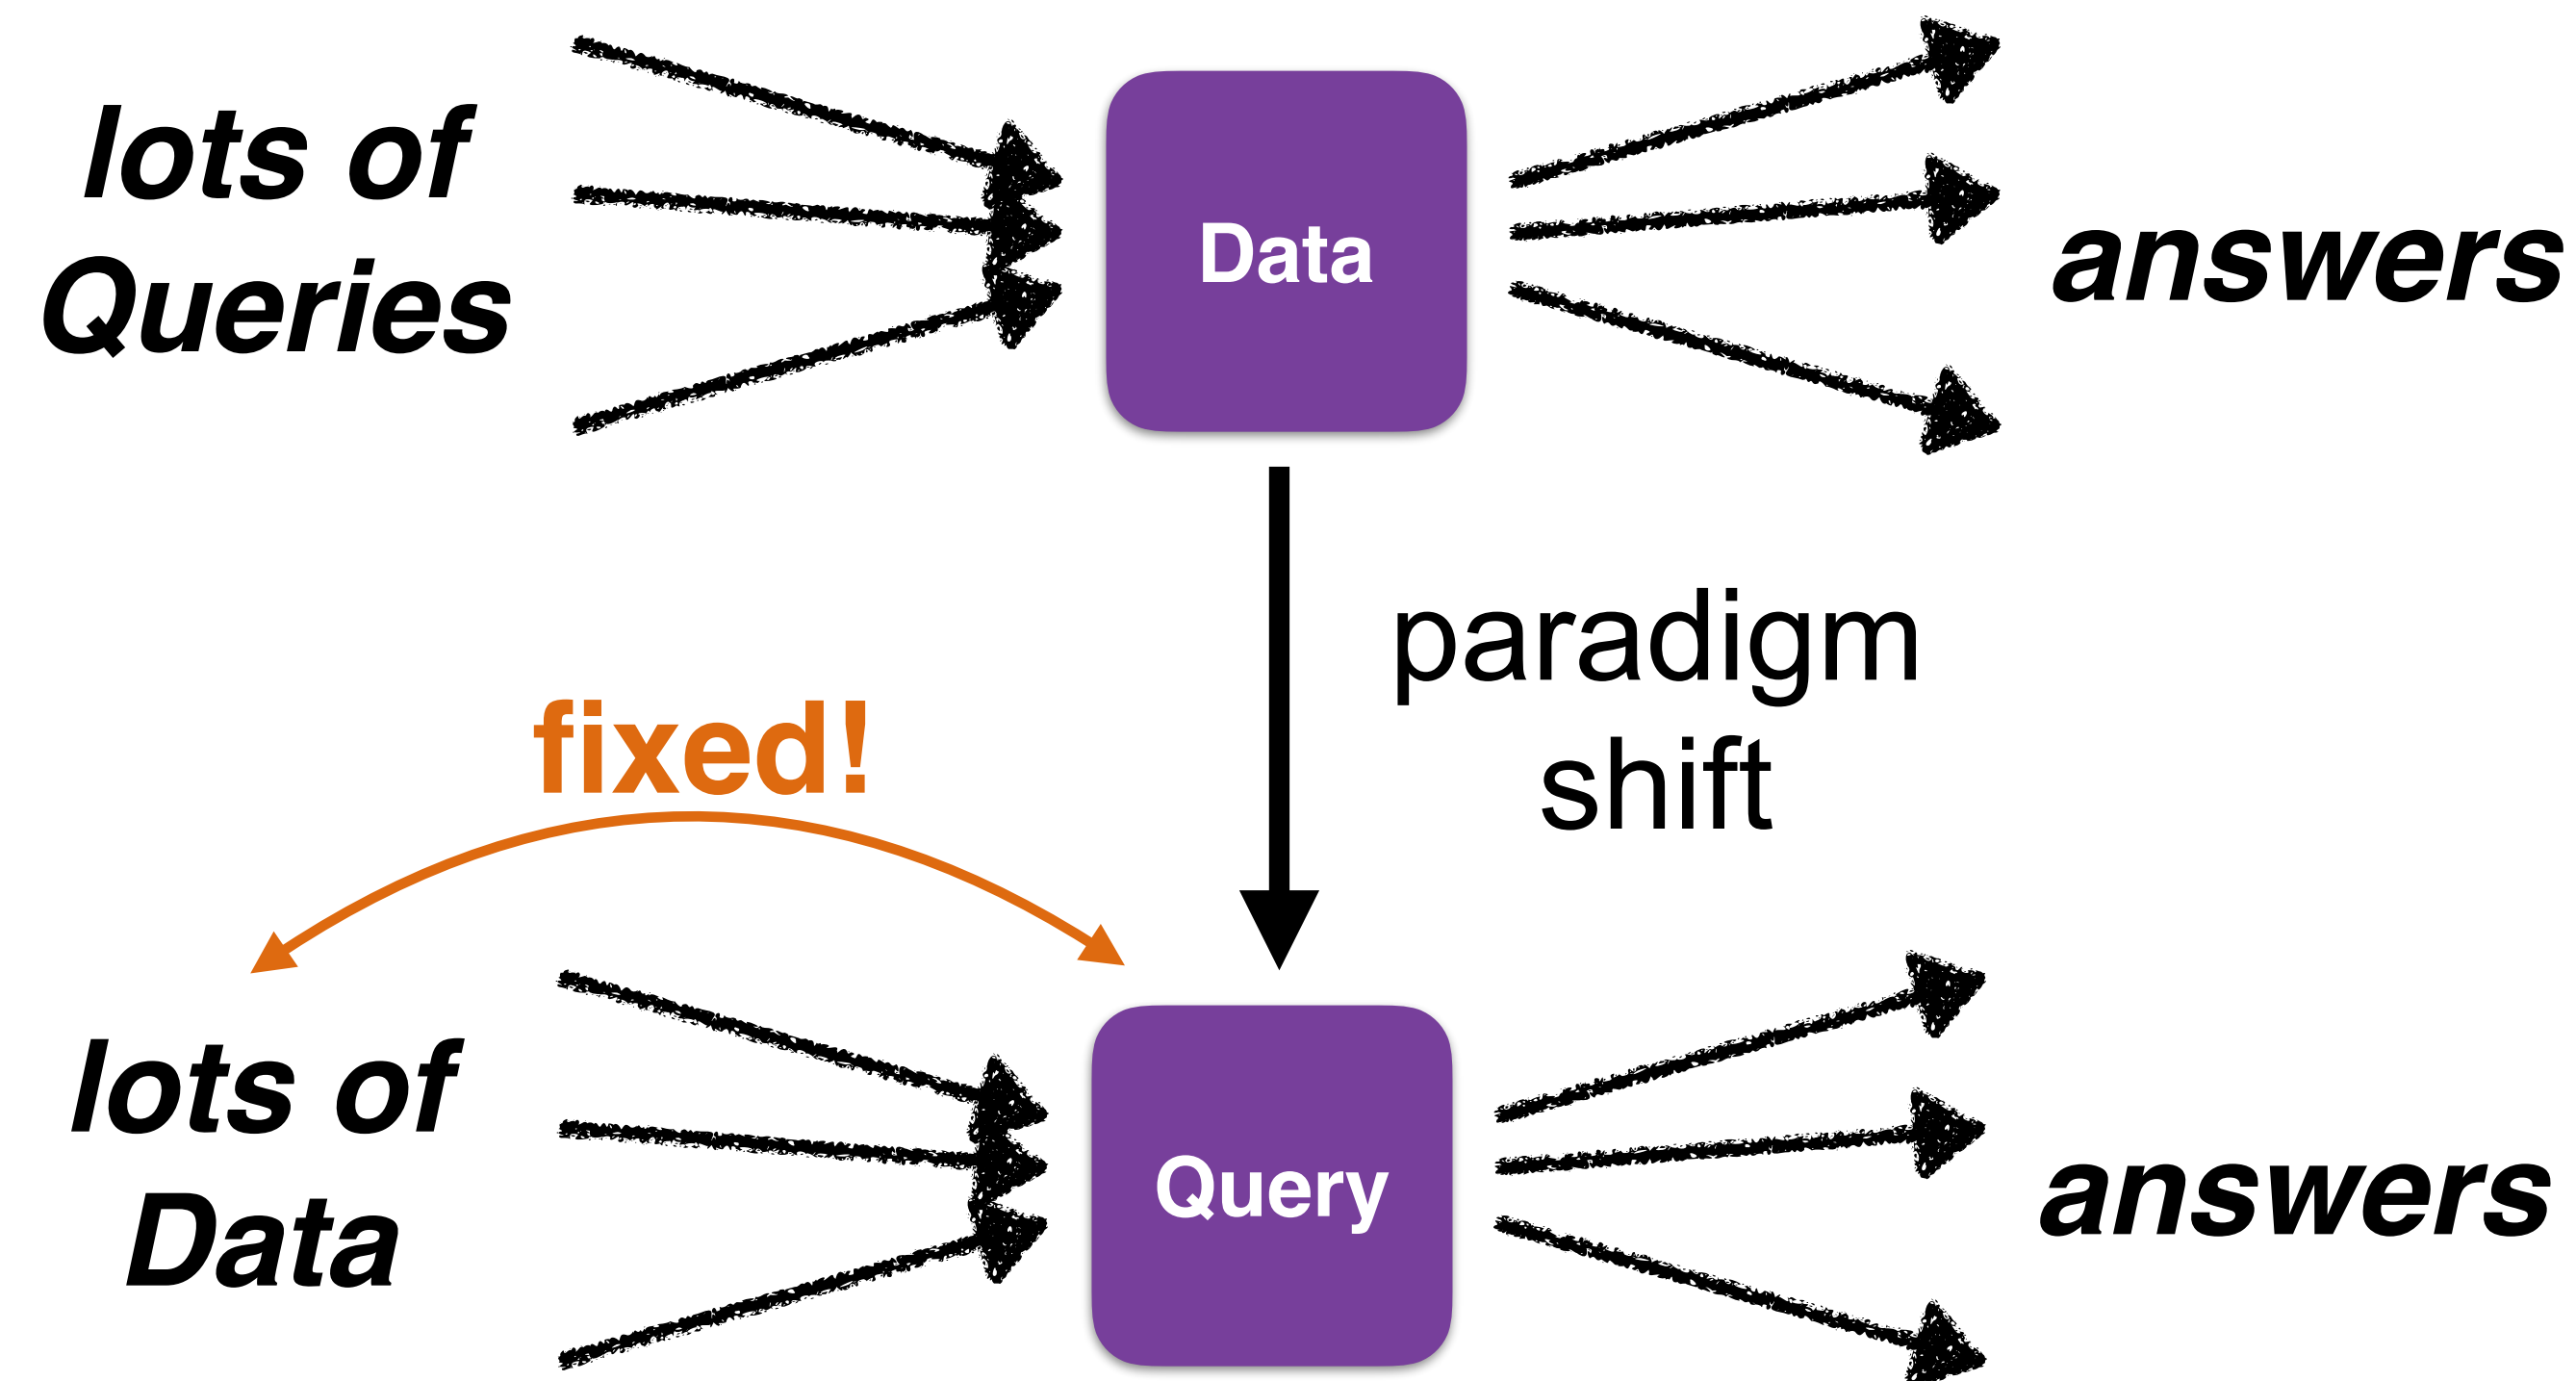 lots of
Queries
Data
answers
paradigm
shift
fixed!
lots of
Data
Query
answers